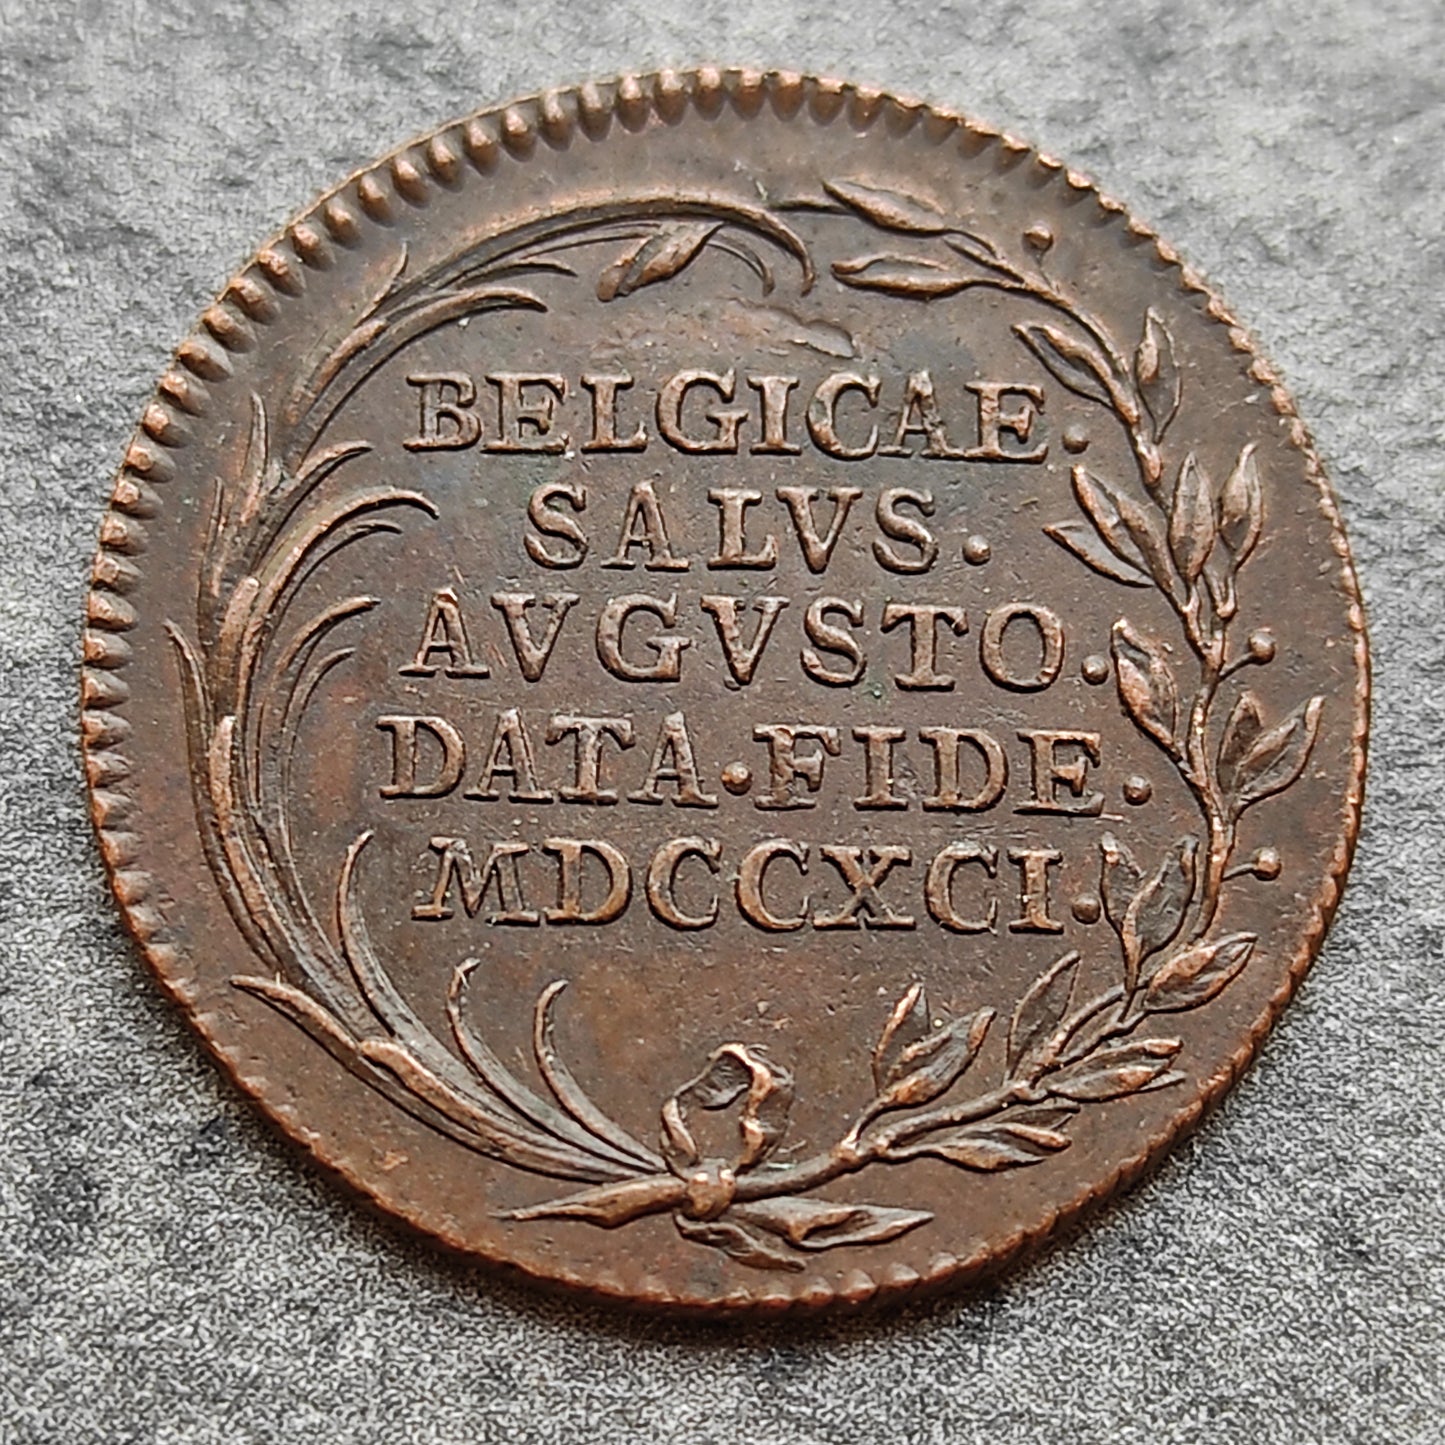 BELGICAE·
SALVS·
AVGVSTO·
DATA·FIDE·
MDCCXCI·